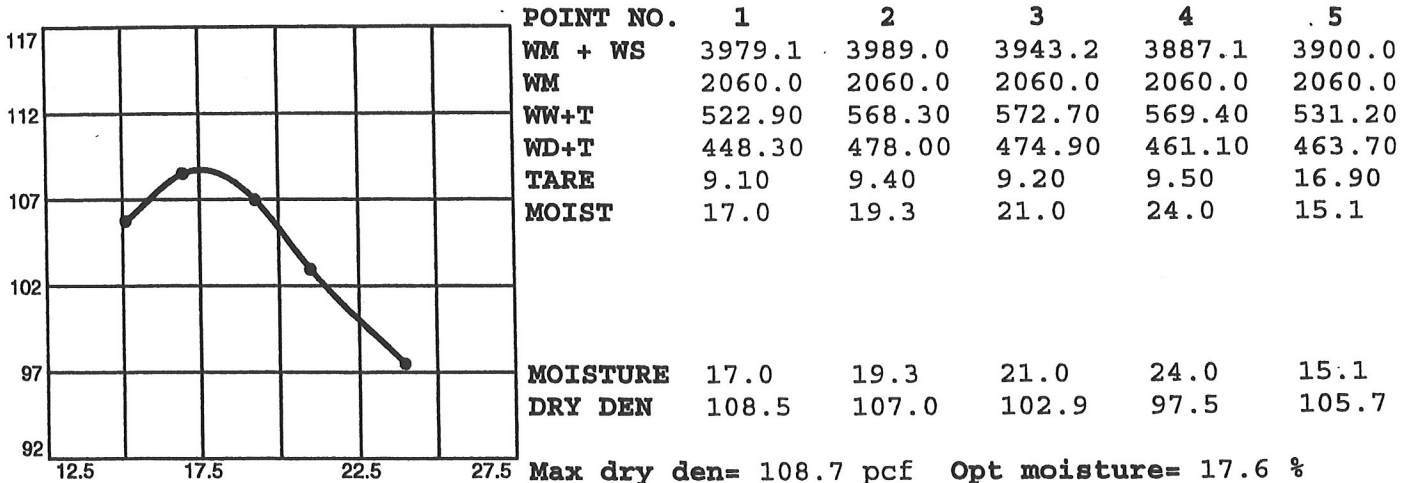 117
112
107
102
97
92
12.5 17.5 22.5 27.5
POINT NO. 1 2 3 4 5
WM + WS 3979.1 3989.0 3943.2 3887.1 3900.0
WM 2060.0 2060.0 2060.0 2060.0 2060.0
WW+T 522.90 568.30 572.70 569.40 531.20
WD+T 448.30 478.00 474.90 461.10 463.70
TARE 9.10 9.40 9.20 9.50 16.90
MOIST 17.0 19.3 21.0 24.0 15.1
MOISTURE 17.0 19.3 21.0 24.0 15.1
DRY DEN 108.5 107.0 102.9 97.5 105.7
Max dry den= 108.7 pcf Opt moisture= 17.6 %